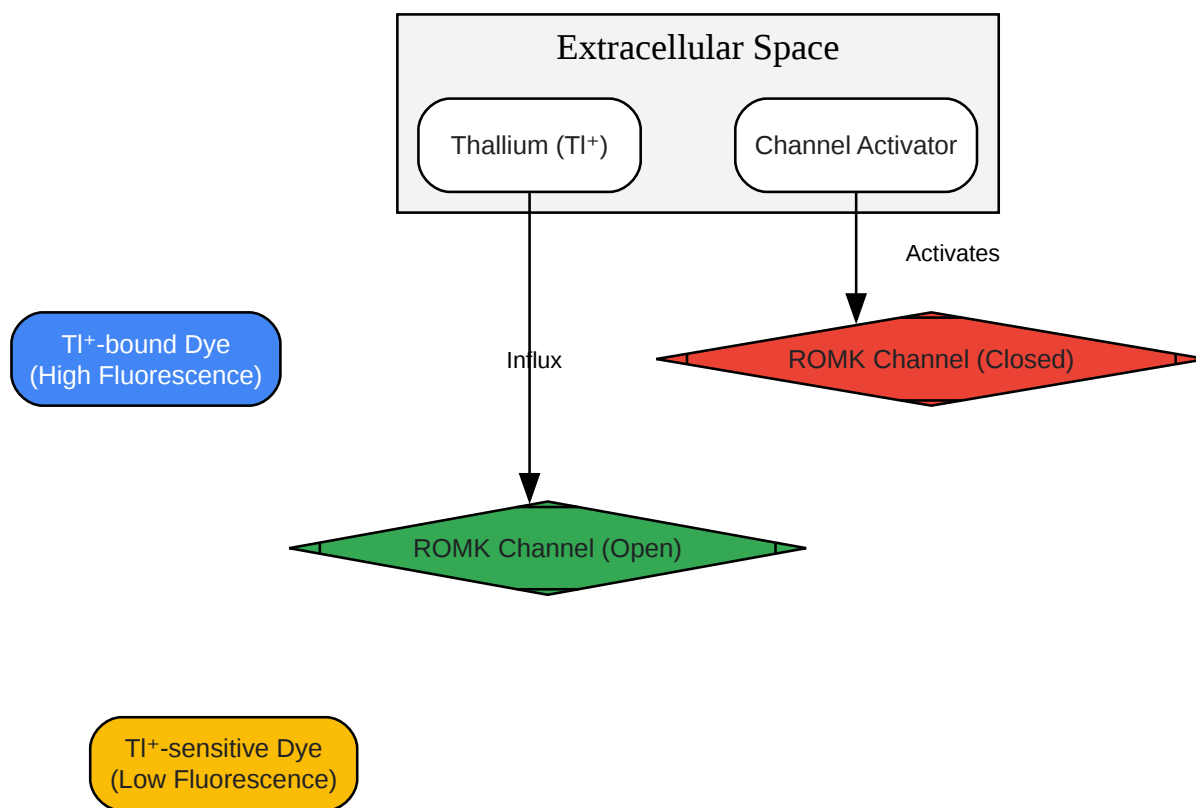 Extracellular Space
Thallium (Tl⁺)
Channel Activator
Activates
Tl⁺-bound Dye
(High Fluorescence)
Influx
ROMK Channel (Closed)
ROMK Channel (Open)
Tl⁺-sensitive Dye
(Low Fluorescence)